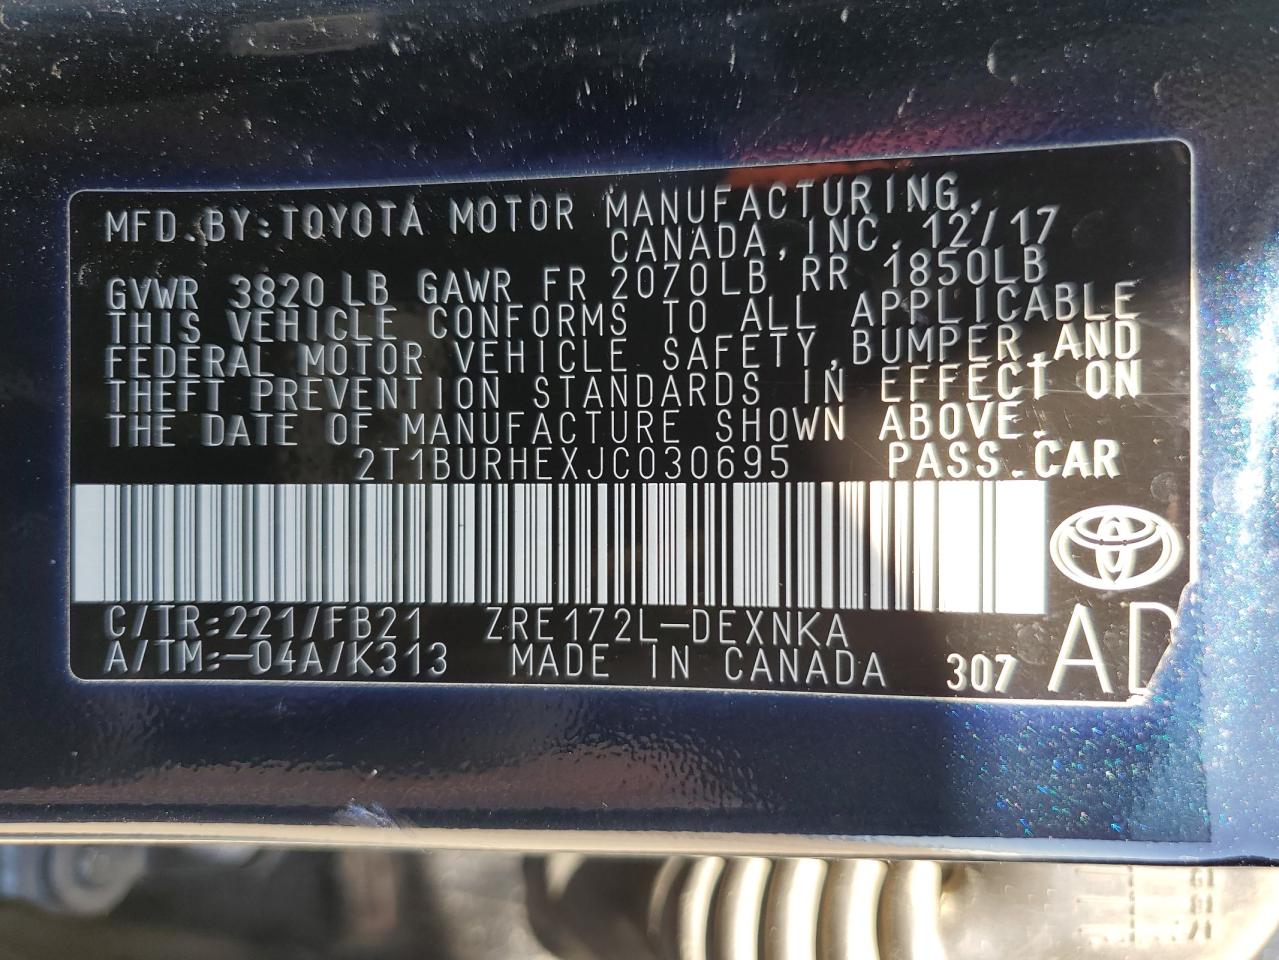 MFD.BY:TOYOTA MOTOR MANUFACTURING,
CANADA,INC. 12/17
GVWR 3820LB GAWR FR 2070LB RR 1850LB
THIS VEHICLE CONFORMS TO ALL APPLICABLE
FEDERAL MOTOR VEHICLE SAFETY,BUMPER,AND
THEFT PREVENTION STANDARDS IN EFFECT ON
THE DATE OF MANUFACTURE SHOWN ABOVE.
2T1BURHEXJC030695 PASS.CAR
C/TR:221/FB21 ZRE172L-DEXNKA
A/TM:-04A/K313 MADE IN CANADA 307 AD